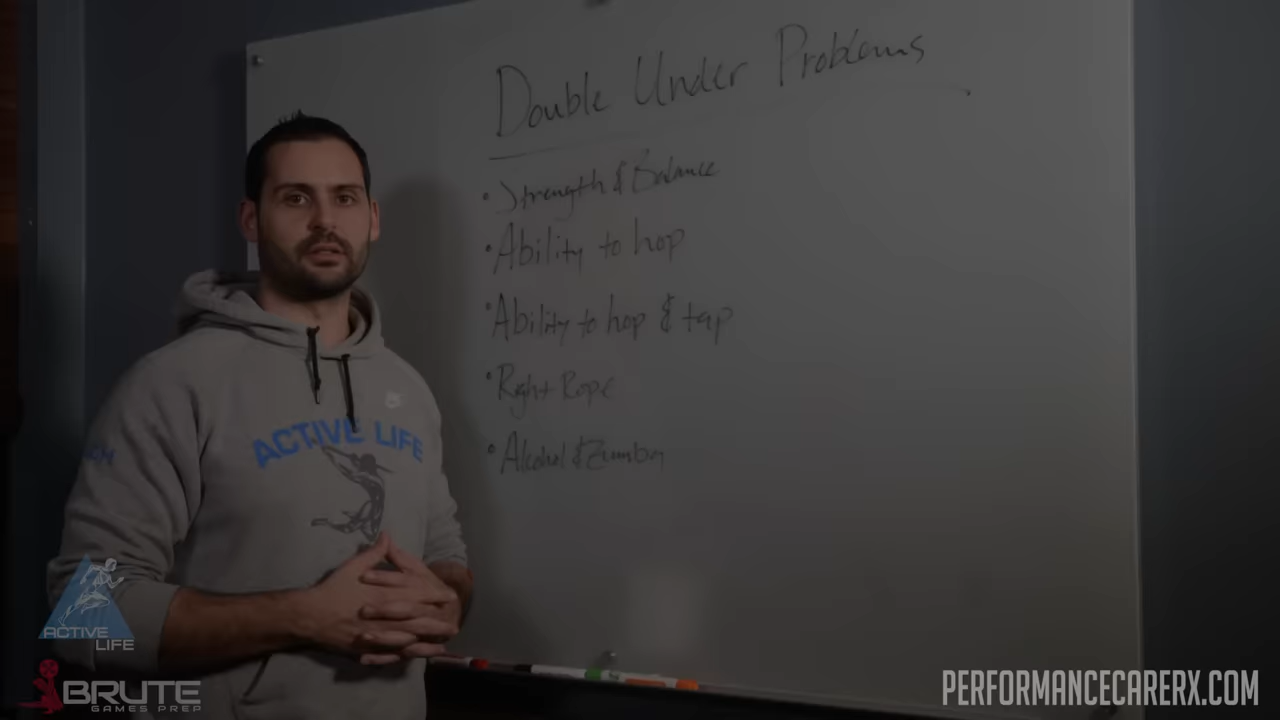 Double Under Problems
• Strength & Balance
• Ability to hop
• Ability to hop & tap
• Right Rope
• Alcohol & Zumba
ACTIVE LIFE
ACTIVE
LIFE
BRUTE
GAMES PREP
PERFORMANCECARERX.COM